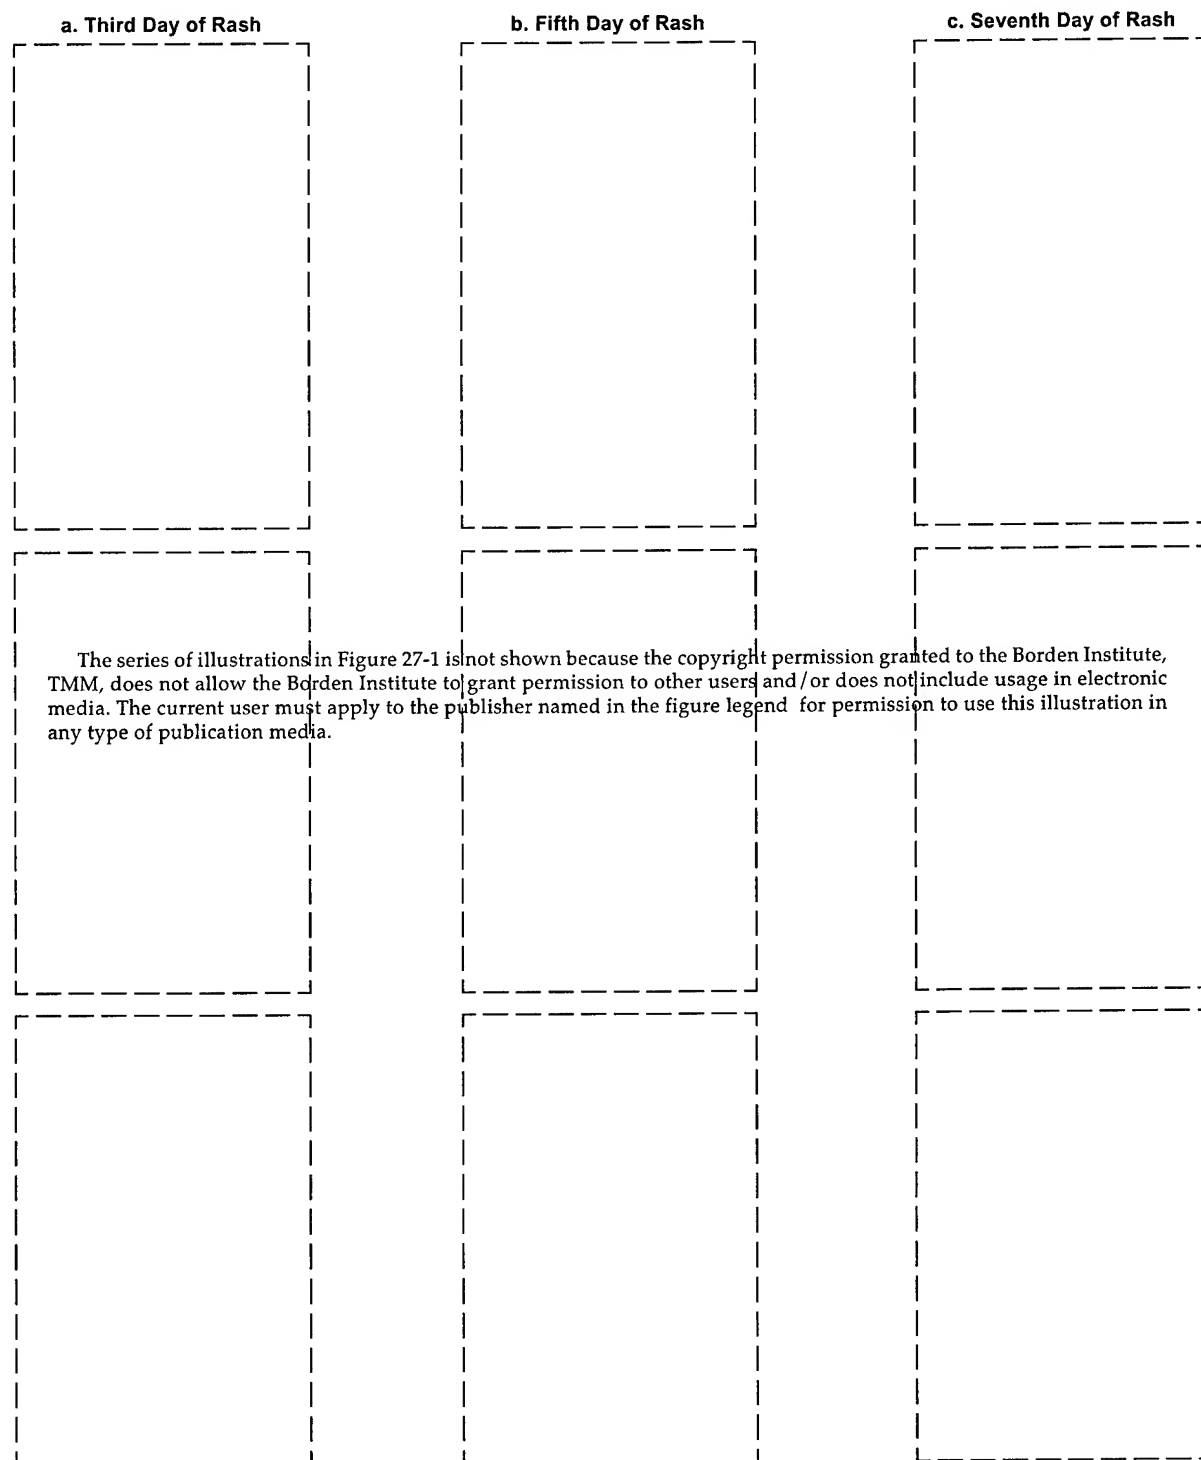 a. Third Day of Rash
b. Fifth Day of Rash
c. Seventh Day of Rash
The series of illustrations in Figure 27-1 is not shown because the copyright permission granted to the Borden Institute,
TMM, does not allow the Borden Institute to grant permission to other users and/or does not include usage in electronic
media. The current user must apply to the publisher named in the figure legend for permission to use this illustration in
any type of publication media.